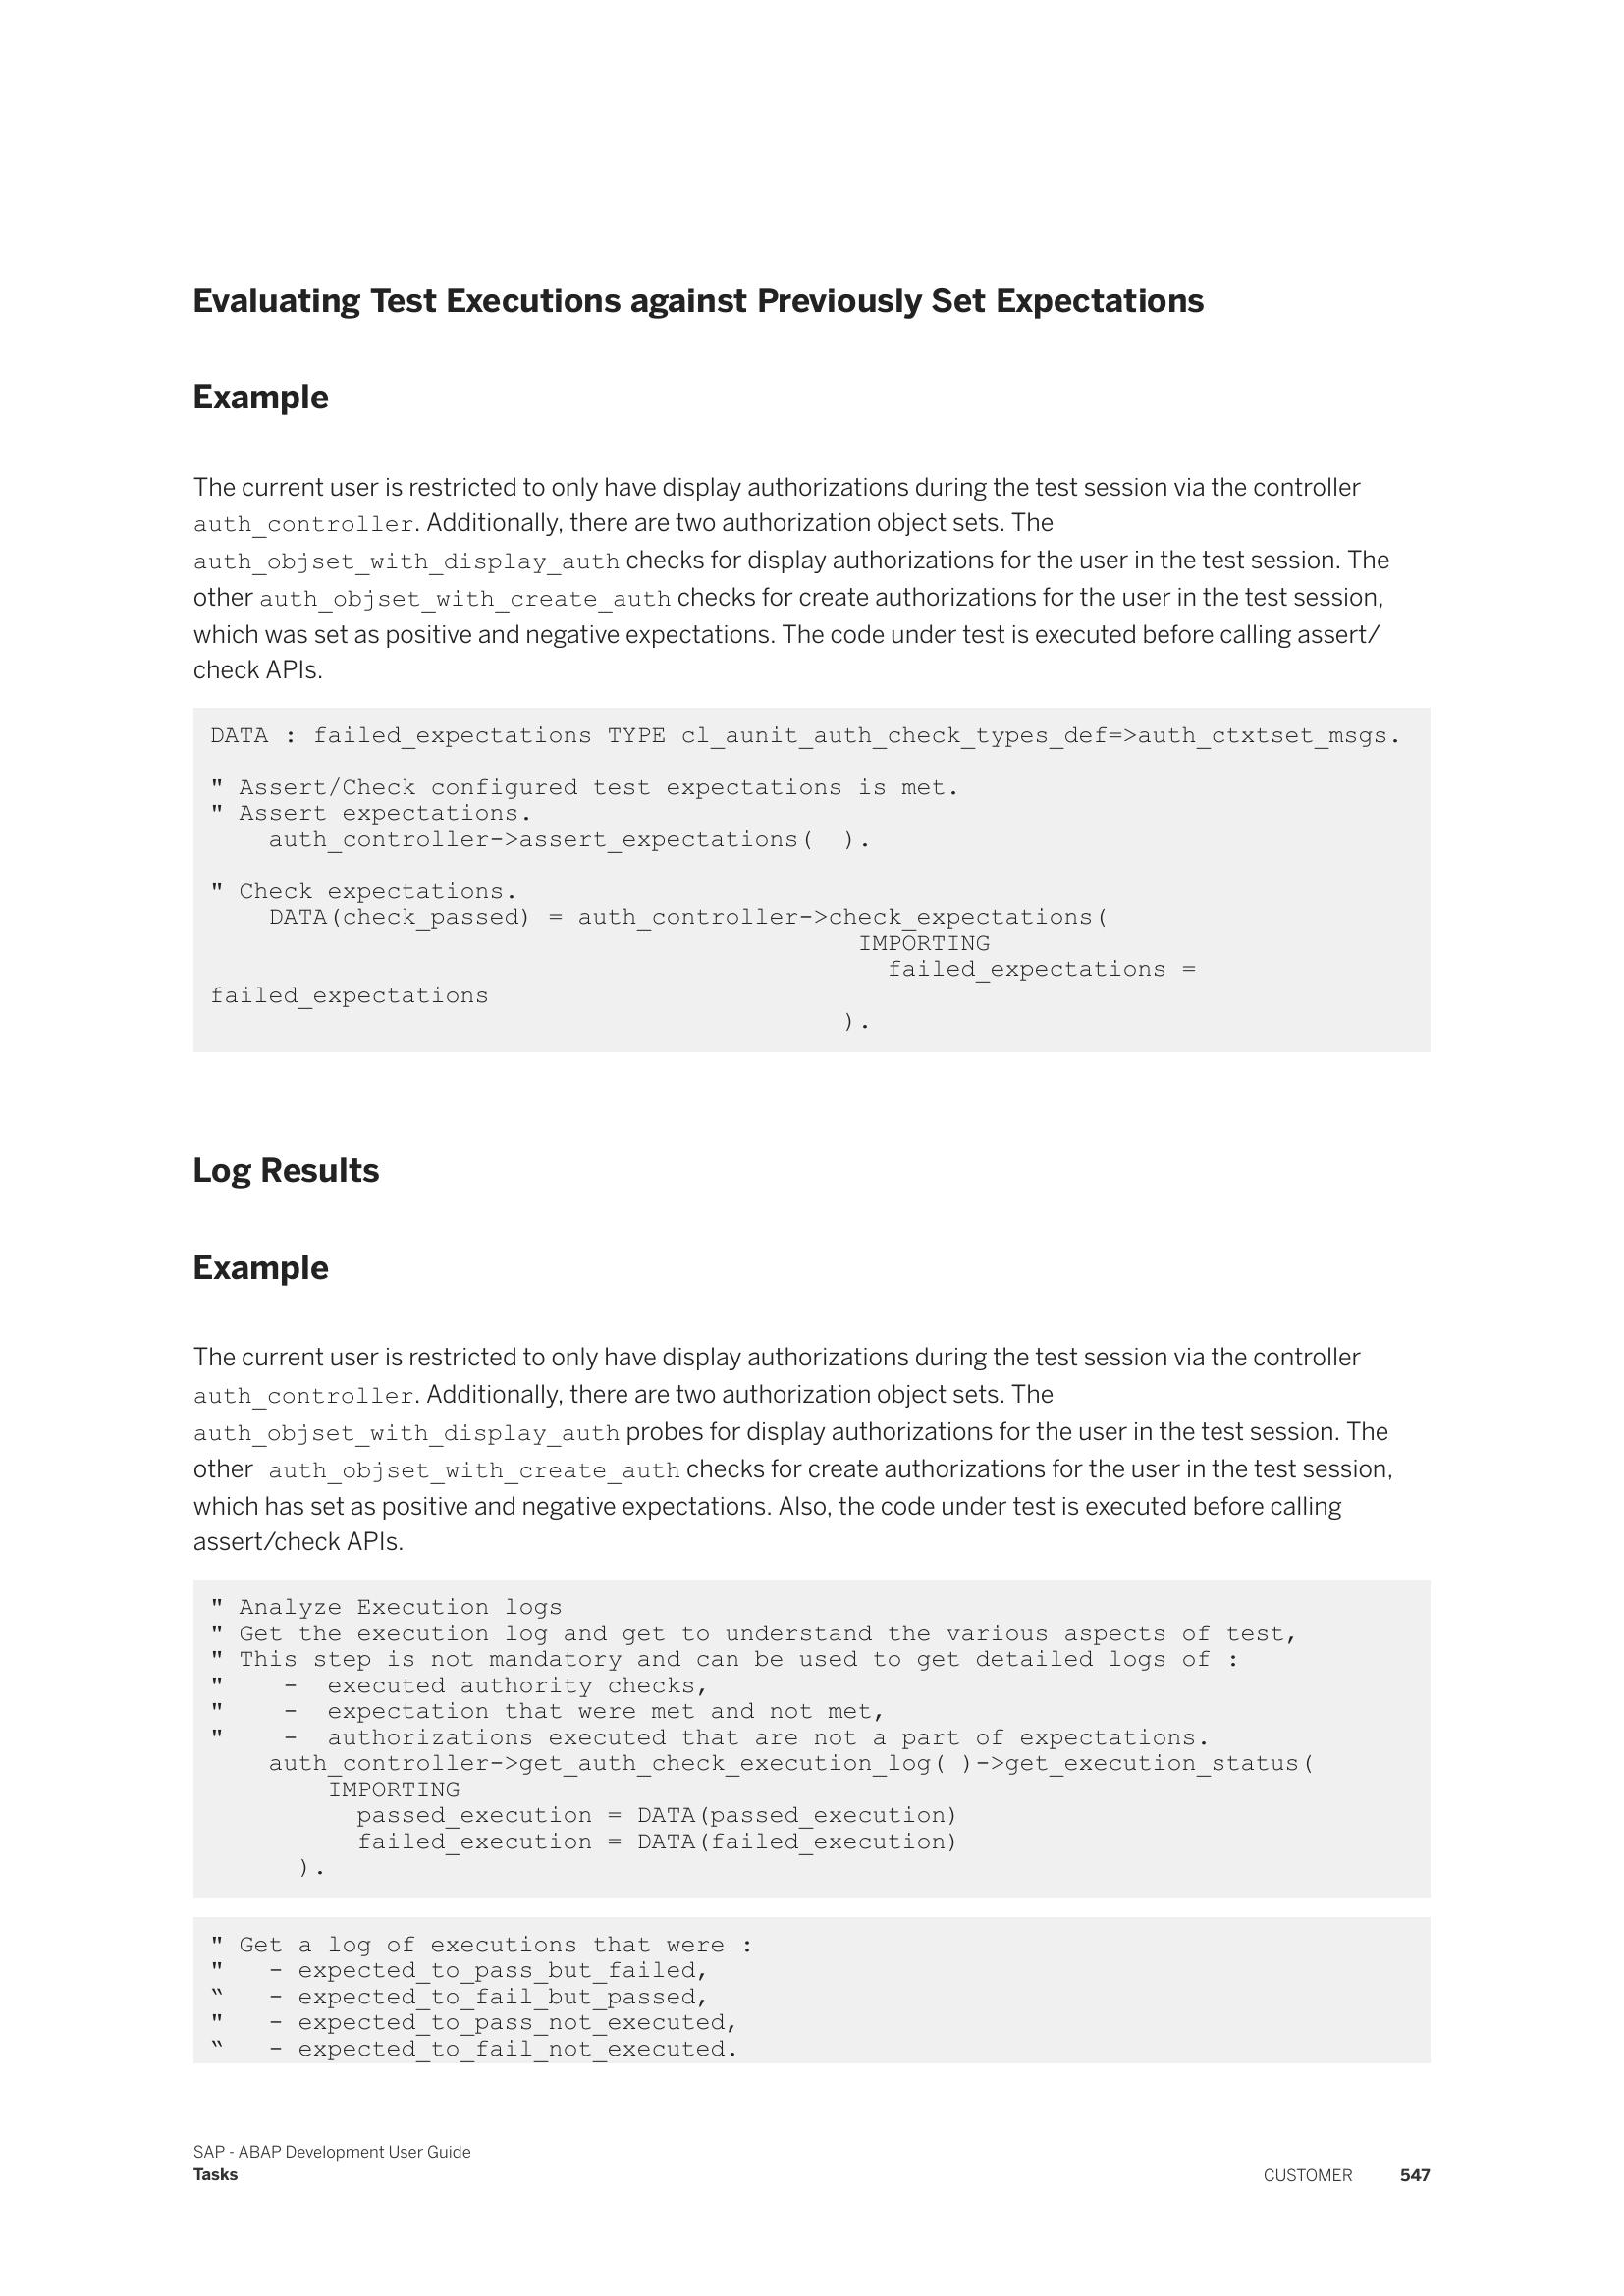 Evaluating Test Executions against Previously Set Expectations
Example
The current user is restricted to only have display authorizations during the test session via the controller
auth_controller. Additionally, there are two authorization object sets. The
auth_objset_with_display_auth checks for display authorizations for the user in the test session. The
other auth_objset_with_create_auth checks for create authorizations for the user in the test session,
which was set as positive and negative expectations. The code under test is executed before calling assert/
check APIs.
DATA : failed_expectations TYPE cl_aunit_auth_check_types_def=>auth_ctxtset_msgs.
" Assert/Check configured test expectations is met.
" Assert expectations.
    auth_controller->assert_expectations(  ).
" Check expectations.
    DATA(check_passed) = auth_controller->check_expectations(
                                            IMPORTING
                                              failed_expectations =
failed_expectations
                                           ).
Log Results
Example
The current user is restricted to only have display authorizations during the test session via the controller
auth_controller. Additionally, there are two authorization object sets. The
auth_objset_with_display_auth probes for display authorizations for the user in the test session. The
other auth_objset_with_create_auth checks for create authorizations for the user in the test session,
which has set as positive and negative expectations. Also, the code under test is executed before calling
assert/check APIs.
" Analyze Execution logs
" Get the execution log and get to understand the various aspects of test,
" This step is not mandatory and can be used to get detailed logs of :
"    -  executed authority checks,
"    -  expectation that were met and not met,
"    -  authorizations executed that are not a part of expectations.
    auth_controller->get_auth_check_execution_log( )->get_execution_status(
        IMPORTING
          passed_execution = DATA(passed_execution)
          failed_execution = DATA(failed_execution)
      ).
" Get a log of executions that were :
"   - expected_to_pass_but_failed,
“   - expected_to_fail_but_passed,
"   - expected_to_pass_not_executed,
“   - expected_to_fail_not_executed.
SAP - ABAP Development User Guide
Tasks
CUSTOMER 547